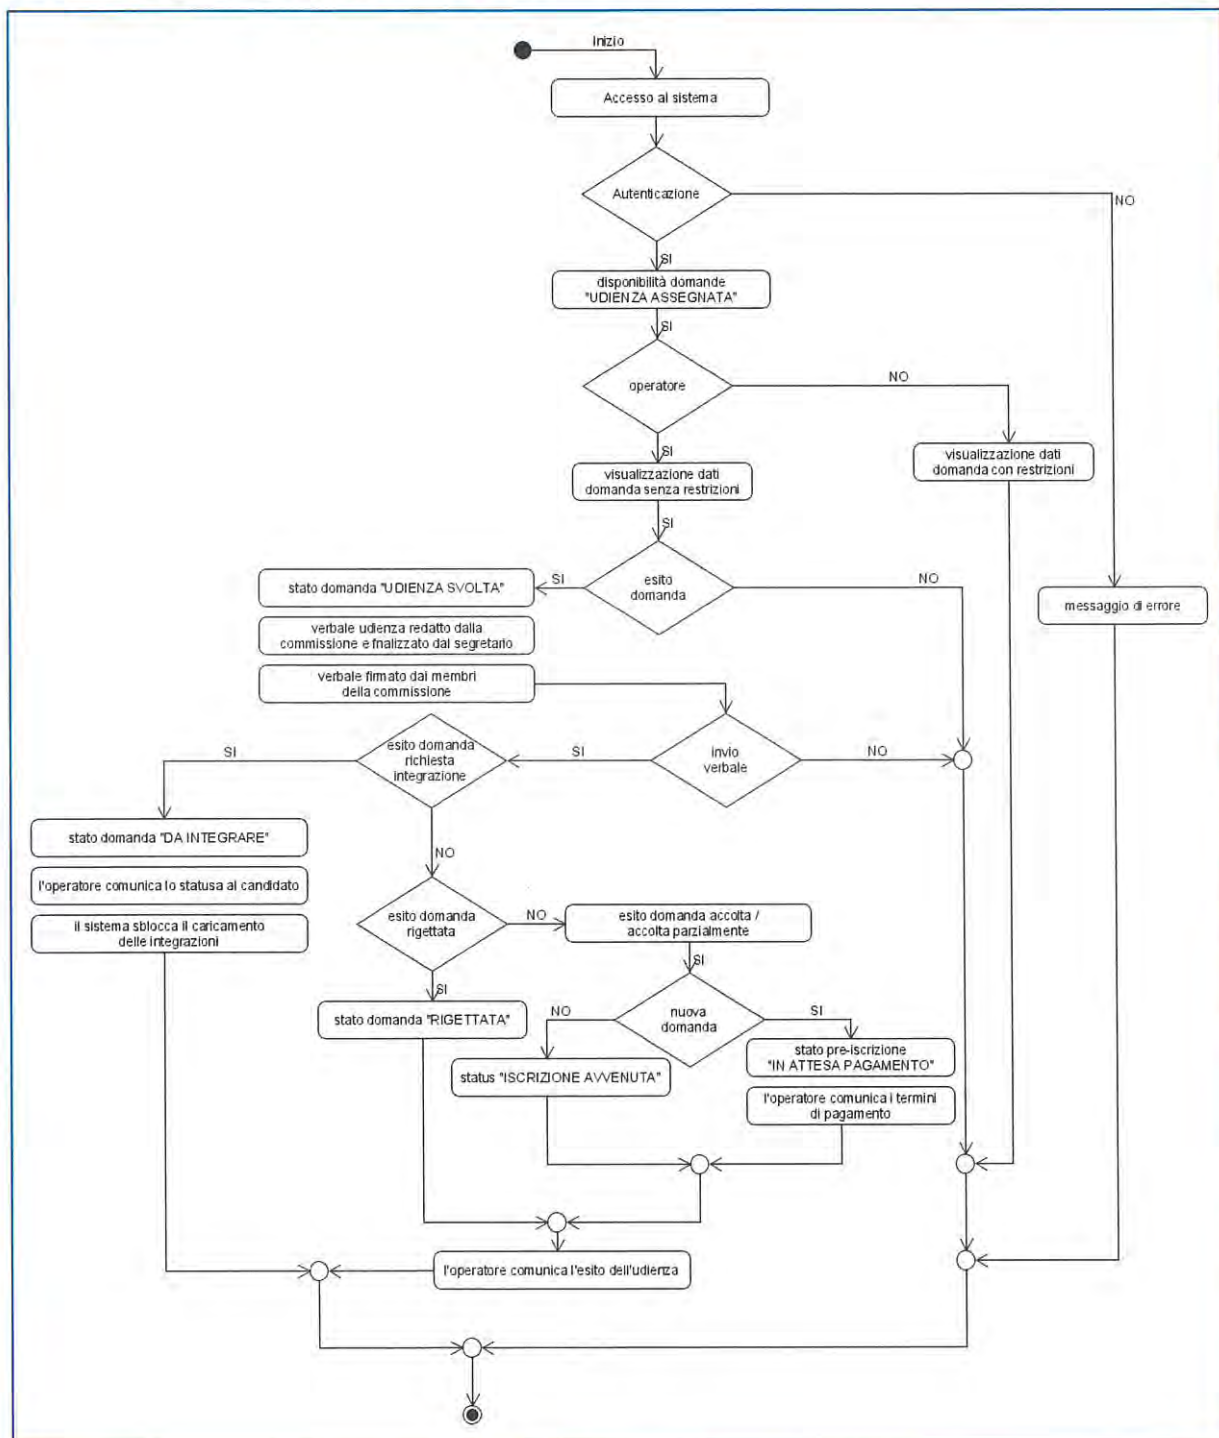 Inizio
Accesso al sistema
Autenticazione
NO
SI
disponibilità domande
"UDIENZA ASSEGNATA"
SI
operatore
NO
SI
visualizzazione dati
domanda con restrizioni
visualizzazione dati
domanda senza restrizioni
SI
esito
domanda
SI
NO
stato domanda "UDIENZA SVOLTA"
messaggio di errore
verbale udienza redatto dalla
commissione e fnalizzato dal segretario
verbale firmato dai membri
della commissione
esito domanda
richiesta
integrazione
SI
SI
invio
verbale
NO
stato domanda "DA INTEGRARE"
NO
l'operatore comunica lo statusa al candidato
il sistema sblocca il caricamento
delle integrazioni
esito domanda
rigettata
NO
esito domanda accolta /
accolta parzialmente
SI
SI
stato domanda "RIGETTATA"
NO
nuova
domanda
SI
stato pre-iscrizione
"IN ATTESA PAGAMENTO"
status "ISCRIZIONE AVVENUTA"
l'operatore comunica i termini
di pagamento
l'operatore comunica l'esito dell'udienza